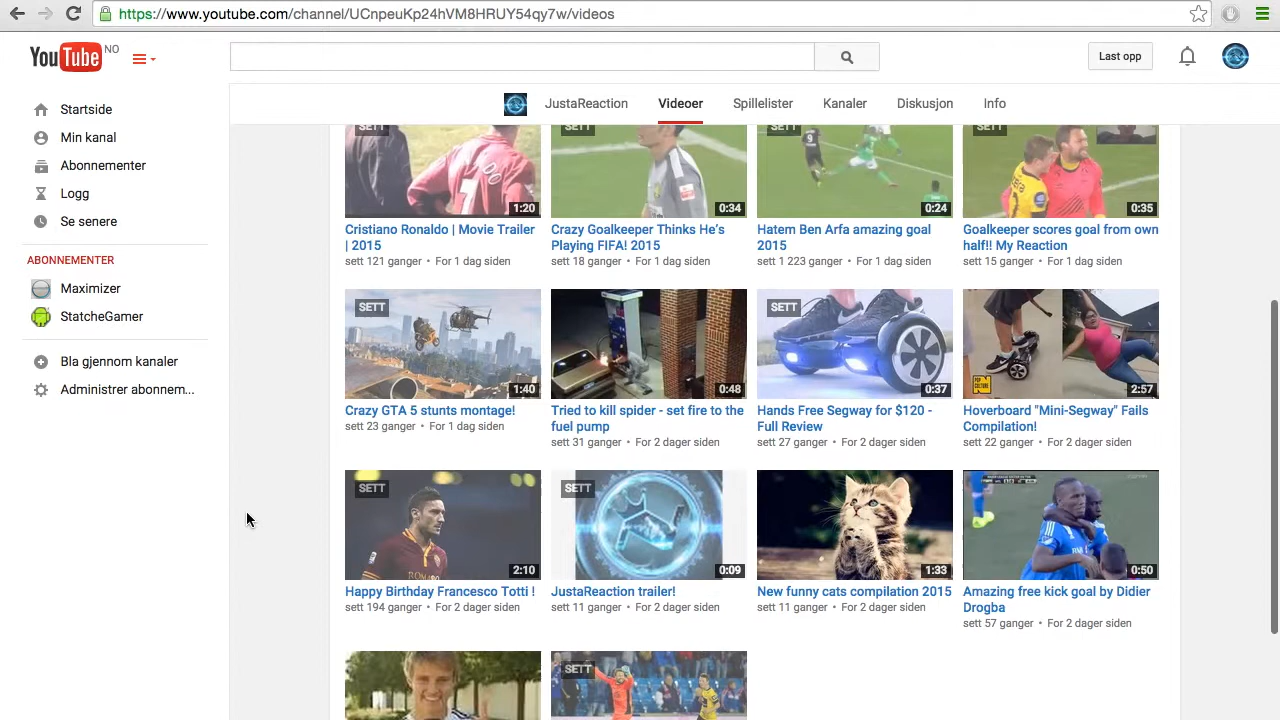 https://www.youtube.com/channel/UCnpeuKp24hVM8HRUY54qy7w/videos
YouTube NO
Last opp
JustaReaction Videoer Spillelister Kanaler Diskusjon Info
Startside
Min kanal
Abonnementer
Logg
Se senere
ABONNEMENTER
Maximizer
StatcheGamer
Bla gjennom kanaler
Administrer abonnem...
SETT SETT SETT SETT
1:20 0:34 0:24 0:35
Cristiano Ronaldo | Movie Trailer
| 2015
sett 121 ganger • For 1 dag siden
Crazy Goalkeeper Thinks He's
Playing FIFA! 2015
sett 18 ganger • For 1 dag siden
Hatem Ben Arfa amazing goal
2015
sett 1 223 ganger • For 1 dag siden
Goalkeeper scores goal from own
half!! My Reaction
sett 15 ganger • For 1 dag siden
SETT
1:40
Crazy GTA 5 stunts montage!
sett 23 ganger • For 1 dag siden
0:48
Tried to kill spider - set fire to the
fuel pump
sett 31 ganger • For 2 dager siden
SETT
0:37
Hands Free Segway for $120 -
Full Review
sett 27 ganger • For 2 dager siden
POP
CULTURE
2:57
Hoverboard "Mini-Segway" Fails
Compilation!
sett 22 ganger • For 2 dager siden
SETT
2:10
Happy Birthday Francesco Totti !
sett 194 ganger • For 2 dager siden
SETT
0:09
JustaReaction trailer!
sett 11 ganger • For 2 dager siden
1:33
New funny cats compilation 2015
sett 11 ganger • For 2 dager siden
0:50
Amazing free kick goal by Didier
Drogba
sett 57 ganger • For 2 dager siden
SETT